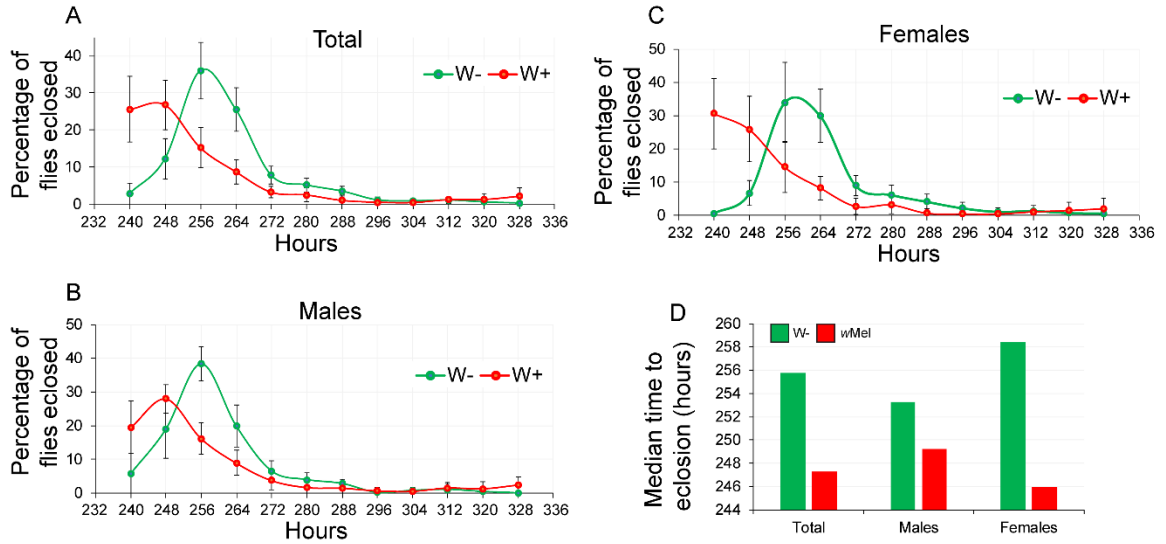 A
Total
Percentage of
flies eclosed
40
30
20
10
0
W- W+
232 240 248 256 264 272 280 288 296 304 312 320 328 336
Hours
B
Males
Percentage of
flies eclosed
50
40
30
20
10
0
W- W+
232 240 248 256 264 272 280 288 296 304 312 320 328 336
Hours
C
Females
Percentage of
flies eclosed
50
40
30
20
10
0
W- W+
232 240 248 256 264 272 280 288 296 304 312 320 328 336
Hours
D
W- wMel
Median time to
eclosion (hours)
260
258
256
254
252
250
248
246
244
Total Males Females